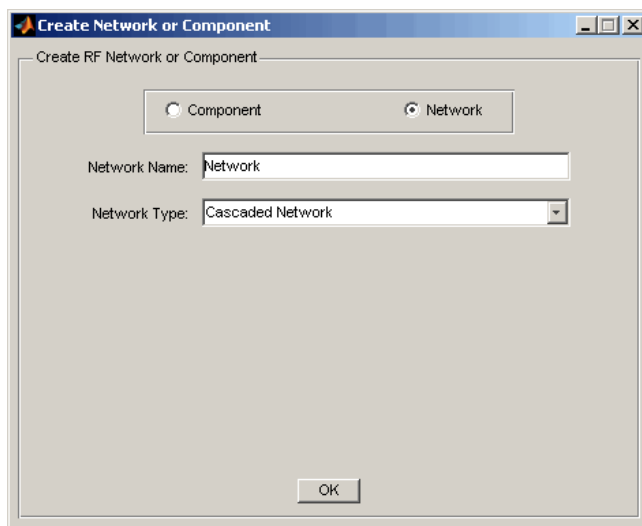 Create Network or Component
Create RF Network or Component
Component
Network
Network Name: Network
Network Type: Cascaded Network
OK